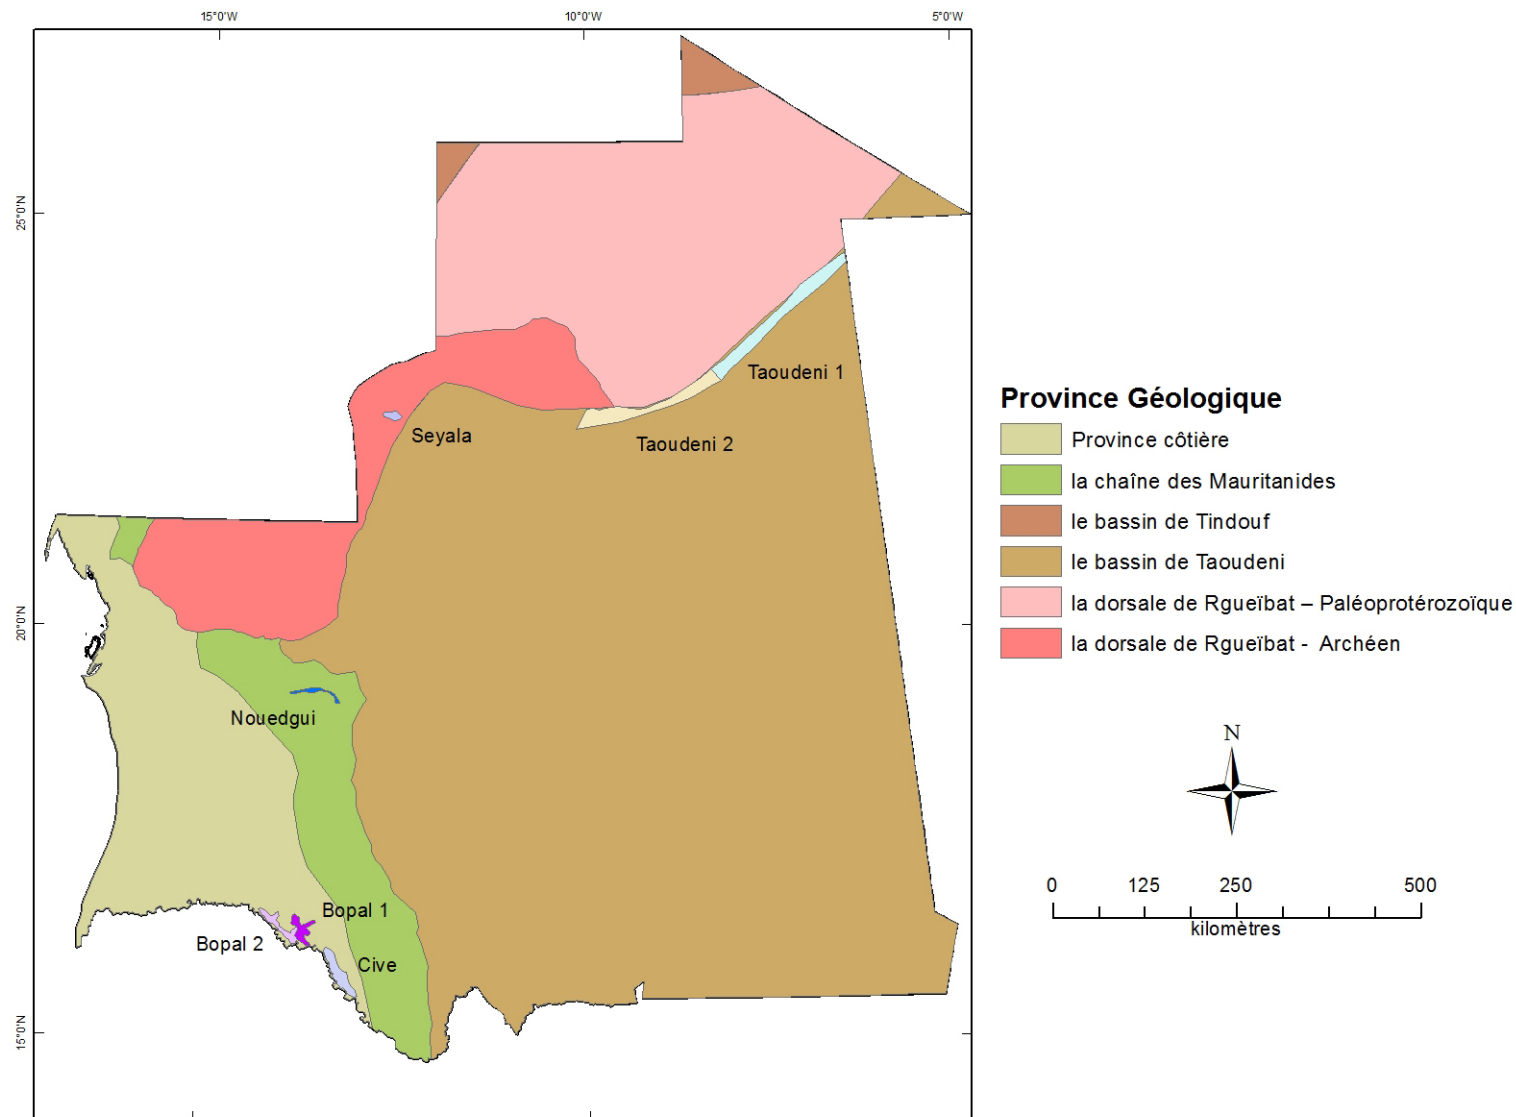 15°0'W
10°0'W
5°0'W
25°0'N
20°0'N
15°0'N
Taoudeni 1
Seyala
Taoudeni 2
Nouedgui
Bopal 1
Bopal 2
Cive
Province Géologique
Province côtière
la chaîne des Mauritanides
le bassin de Tindouf
le bassin de Taoudeni
la dorsale de Rgueïbat – Paléoprotérozoïque
la dorsale de Rgueïbat - Archéen
N
0 125 250 500
kilomètres